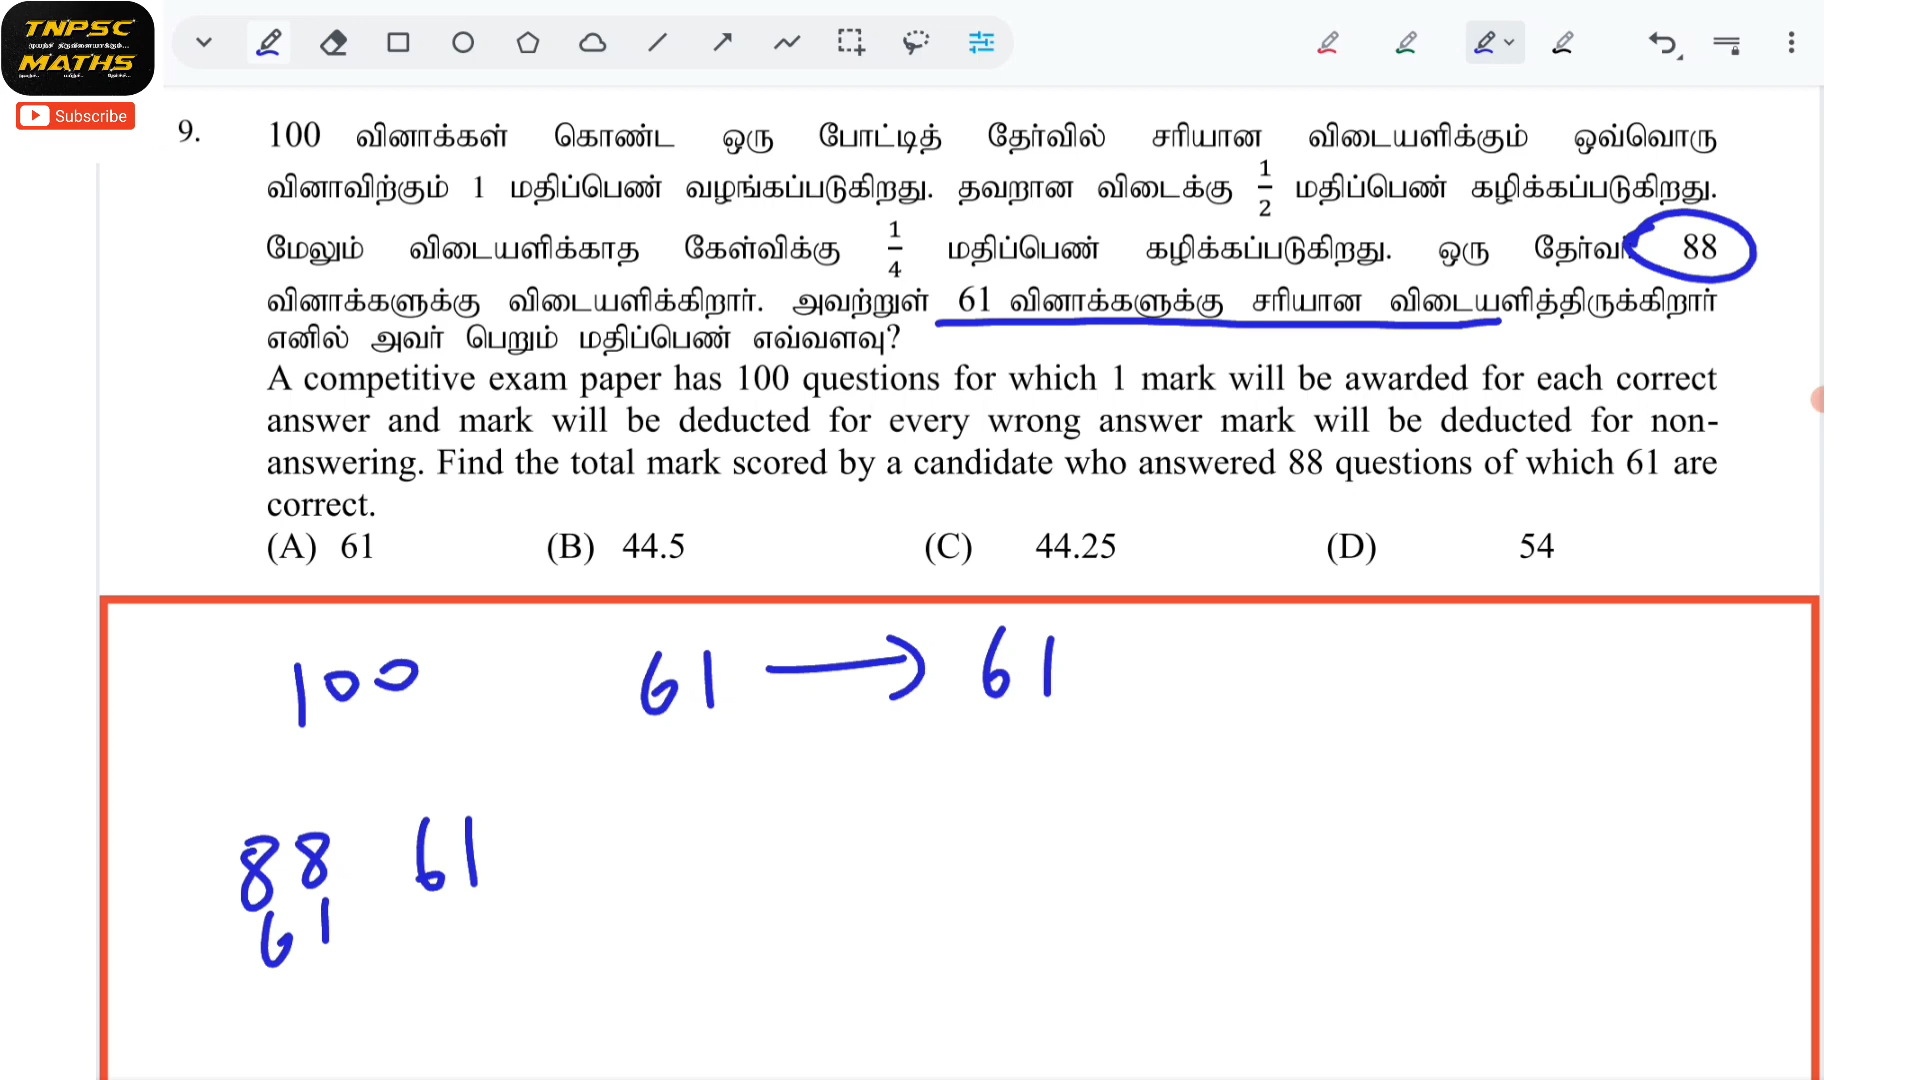 TNPSC
MATHS
Subscribe
9. 100 வினாக்கள் கொண்ட ஒரு போட்டித் தேர்வில் சரியான விடையளிக்கும் ஒவ்வொரு
வினாவிற்கும் 1 மதிப்பெண் வழங்கப்படுகிறது. தவறான விடைக்கு 1/2 மதிப்பெண் கழிக்கப்படுகிறது.
மேலும் விடையளிக்காத கேள்விக்கு 1/4 மதிப்பெண் கழிக்கப்படுகிறது. ஒரு 88
வினாக்களுக்கு விடையளிக்கிறார். அவற்றுள் 61 வினாக்களுக்கு சரியான விடையளித்திருக்கிறார்
எனில் அவர் பெறும் மதிப்பெண் எவ்வளவு?
A competitive exam paper has 100 questions for which 1 mark will be awarded for each correct
answer and mark will be deducted for every wrong answer mark will be deducted for non-
answering. Find the total mark scored by a candidate who answered 88 questions of which 61 are
correct.
(A) 61 (B) 44.5 (C) 44.25 (D) 54
100 61 → 61
88 61
61